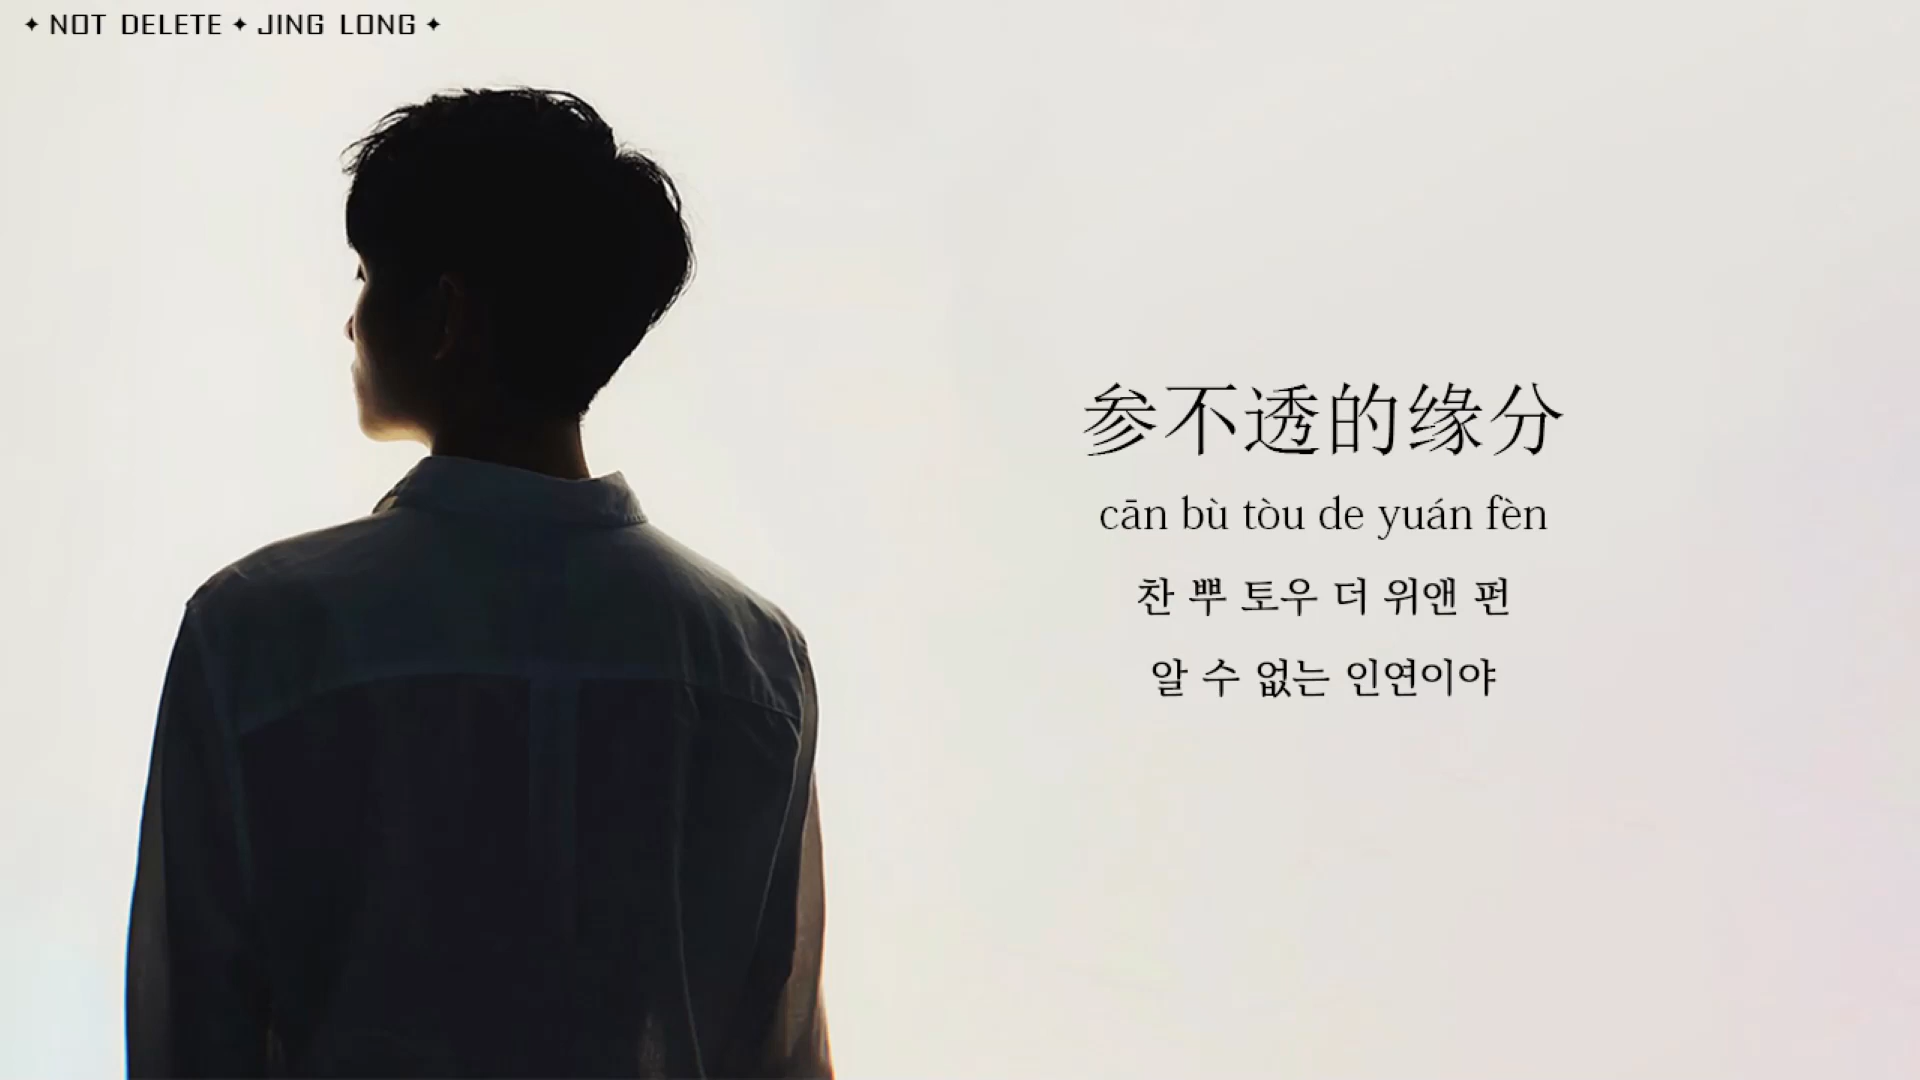 ✦ NOT DELETE ✦ JING LONG ✦
参不透的缘分
cān bù tòu de yuán fèn
찬 뿌 토우 더 위앤 펀
알 수 없는 인연이야